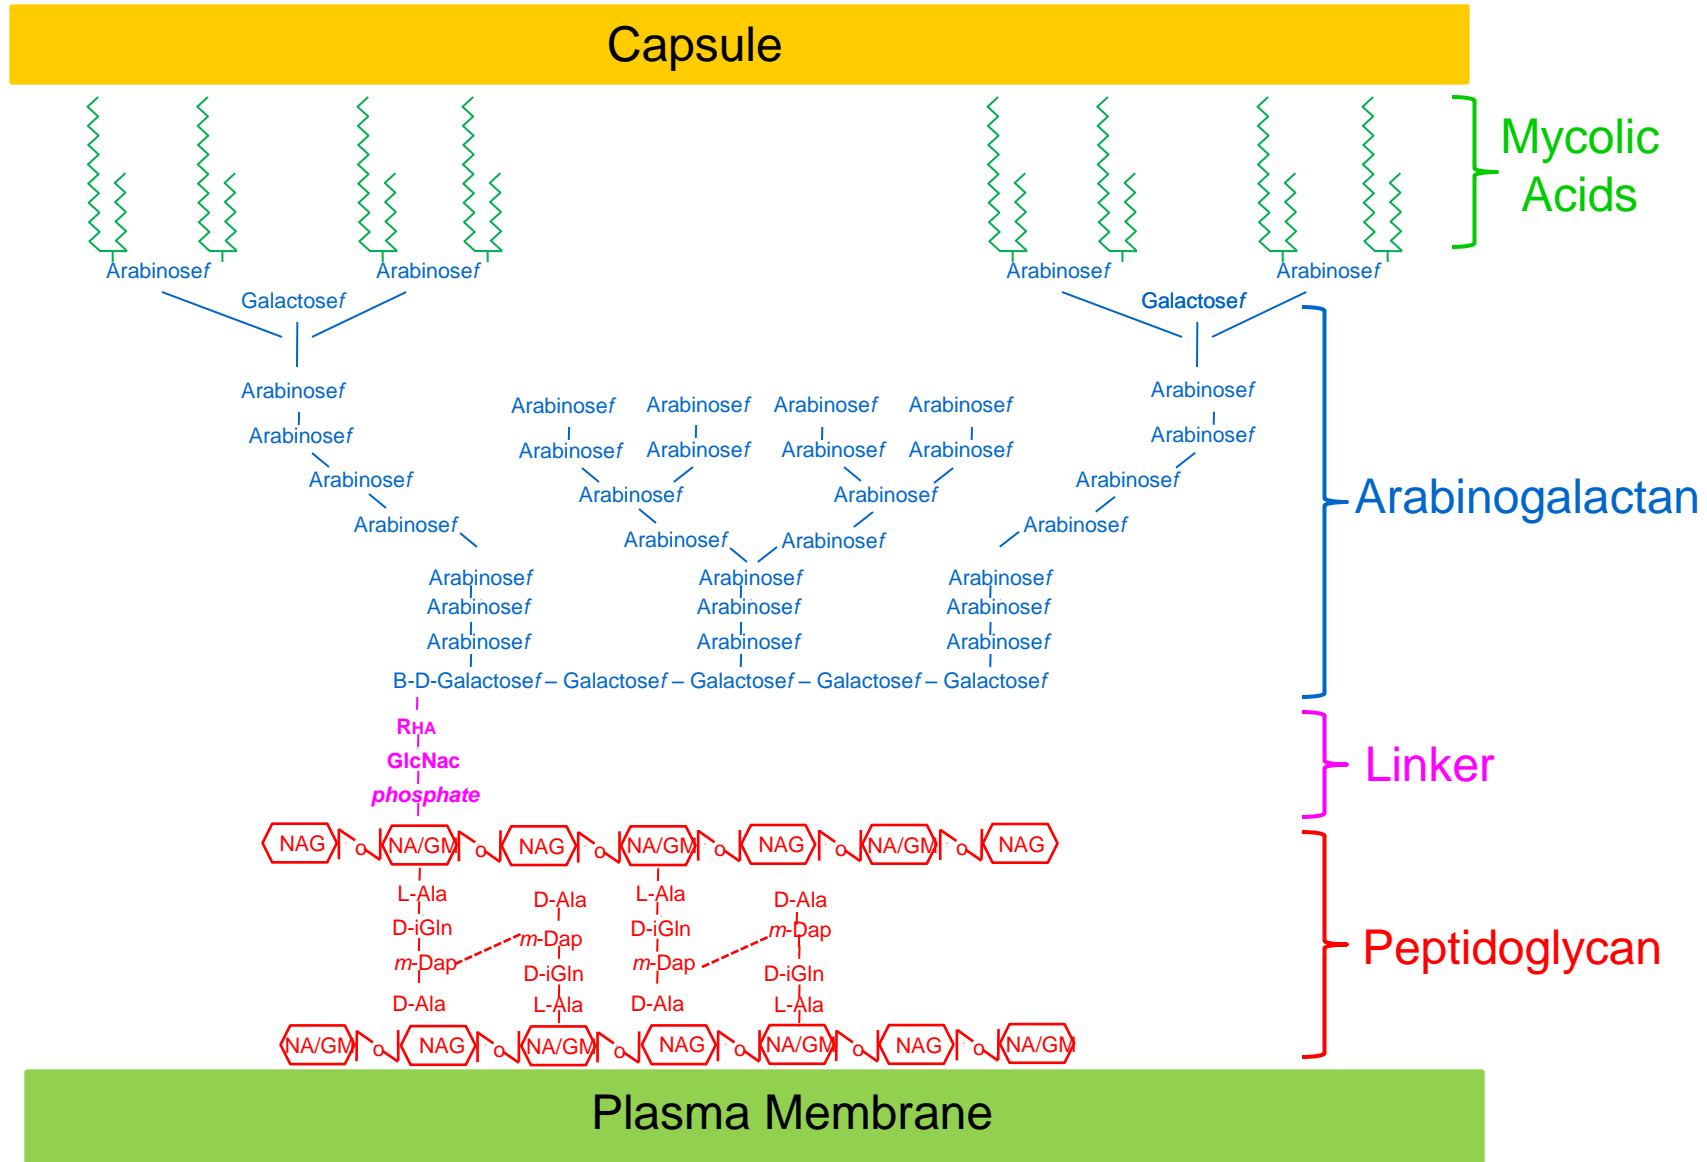 Capsule
Mycolic
Acids
Arabinosef Arabinosef Arabinosef Arabinosef
Galactosef Galactosef
Arabinosef Arabinosef
Arabinosef Arabinosef Arabinosef Arabinosef
Arabinosef Arabinosef
Arabinosef Arabinosef Arabinosef Arabinosef
Arabinosef Arabinosef
Arabinosef Arabinosef
Arabinogalactan
Arabinosef Arabinosef
Arabinosef Arabinosef
Arabinosef Arabinosef Arabinosef
Arabinosef Arabinosef Arabinosef
Arabinosef Arabinosef Arabinosef
B-D-Galactosef – Galactosef – Galactosef – Galactosef – Galactosef
RHA
GlcNac
Linker
phosphate
NAG o NA/GM o NAG o NA/GM o NAG o NA/GM o NAG
L-Ala D-Ala L-Ala D-Ala
D-iGln m-Dap D-iGln m-Dap
Peptidoglycan
m-Dap D-iGln m-Dap D-iGln
D-Ala L-Ala D-Ala L-Ala
NA/GM o NAG o NA/GM o NAG o NA/GM o NAG o NA/GM
Plasma Membrane